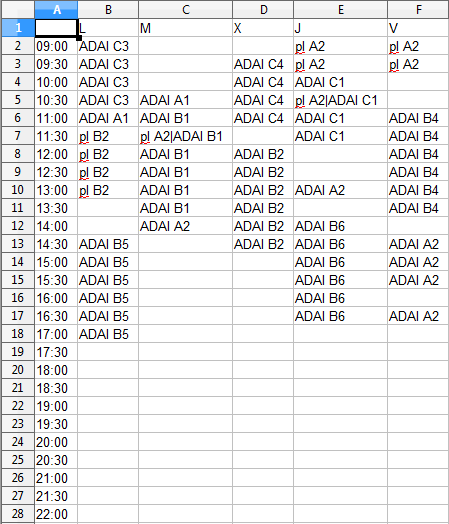 A B C D E F
1 L M X J V
2 09:00 ADAI C3 pl A2 pl A2
3 09:30 ADAI C3 ADAI C4 pl A2 pl A2
4 10:00 ADAI C3 ADAI C4 ADAI C1
5 10:30 ADAI C3 ADAI A1 ADAI C4 pl A2|ADAI C1
6 11:00 ADAI A1 ADAI B1 ADAI C4 ADAI C1 ADAI B4
7 11:30 pl B2 pl A2|ADAI B1 ADAI C1 ADAI B4
8 12:00 pl B2 ADAI B1 ADAI B2 ADAI B4
9 12:30 pl B2 ADAI B1 ADAI B2 ADAI B4
10 13:00 pl B2 ADAI B1 ADAI B2 ADAI A2 ADAI B4
11 13:30 ADAI B1 ADAI B2 ADAI B4
12 14:00 ADAI A2 ADAI B2 ADAI B6
13 14:30 ADAI B5 ADAI B2 ADAI B6 ADAI A2
14 15:00 ADAI B5 ADAI B6 ADAI A2
15 15:30 ADAI B5 ADAI B6 ADAI A2
16 16:00 ADAI B5 ADAI B6
17 16:30 ADAI B5 ADAI B6 ADAI A2
18 17:00 ADAI B5
19 17:30
20 18:00
21 18:30
22 19:00
23 19:30
24 20:00
25 20:30
26 21:00
27 21:30
28 22:00